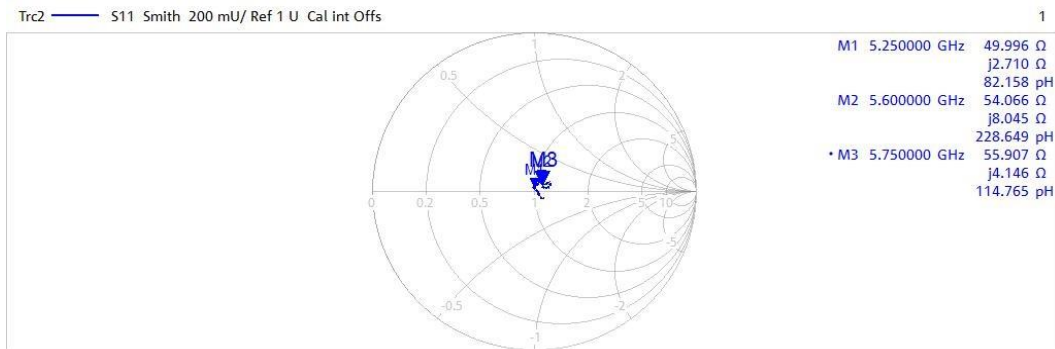 Trc2 S11 Smith 200 mU/ Ref 1 U Cal int Offs 1
M1 5.250000 GHz 49.996 Ω
j2.710 Ω
82.158 pH
M2 5.600000 GHz 54.066 Ω
j8.045 Ω
228.649 pH
• M3 5.750000 GHz 55.907 Ω
j4.146 Ω
114.765 pH
1
0.5 2
5
M3
0 0.2 0.5 1 2 5 10
-5
-0.5 -2
-1